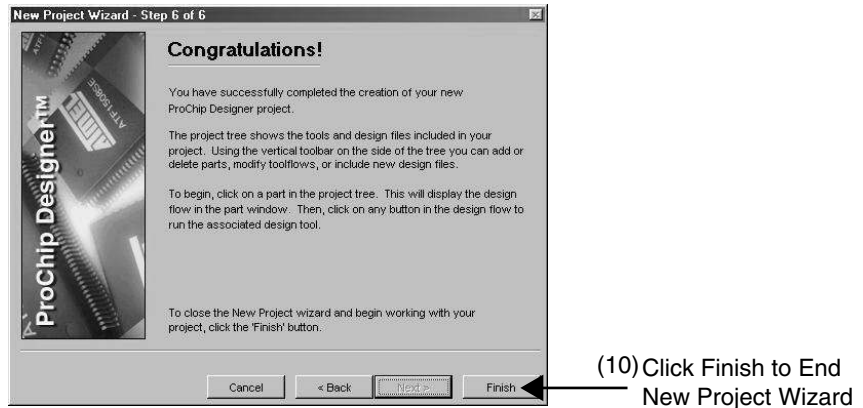 New Project Wizard - Step 6 of 6
Congratulations!
You have successfully completed the creation of your new
ProChip Designer project.
The project tree shows the tools and design files included in your
project. Using the vertical toolbar on the side of the tree you can add or
delete parts, modify toolflows, or include new design files.
To begin, click on a part in the project tree. This will display the design
flow in the part window. Then, click on any button in the design flow to
run the associated design tool.
To close the New Project wizard and begin working with your
project, click the 'Finish' button.
ProChip Designer™
ATMEL
ATF1508SE
Cancel
< Back
Next >
Finish
(10) Click Finish to End
New Project Wizard